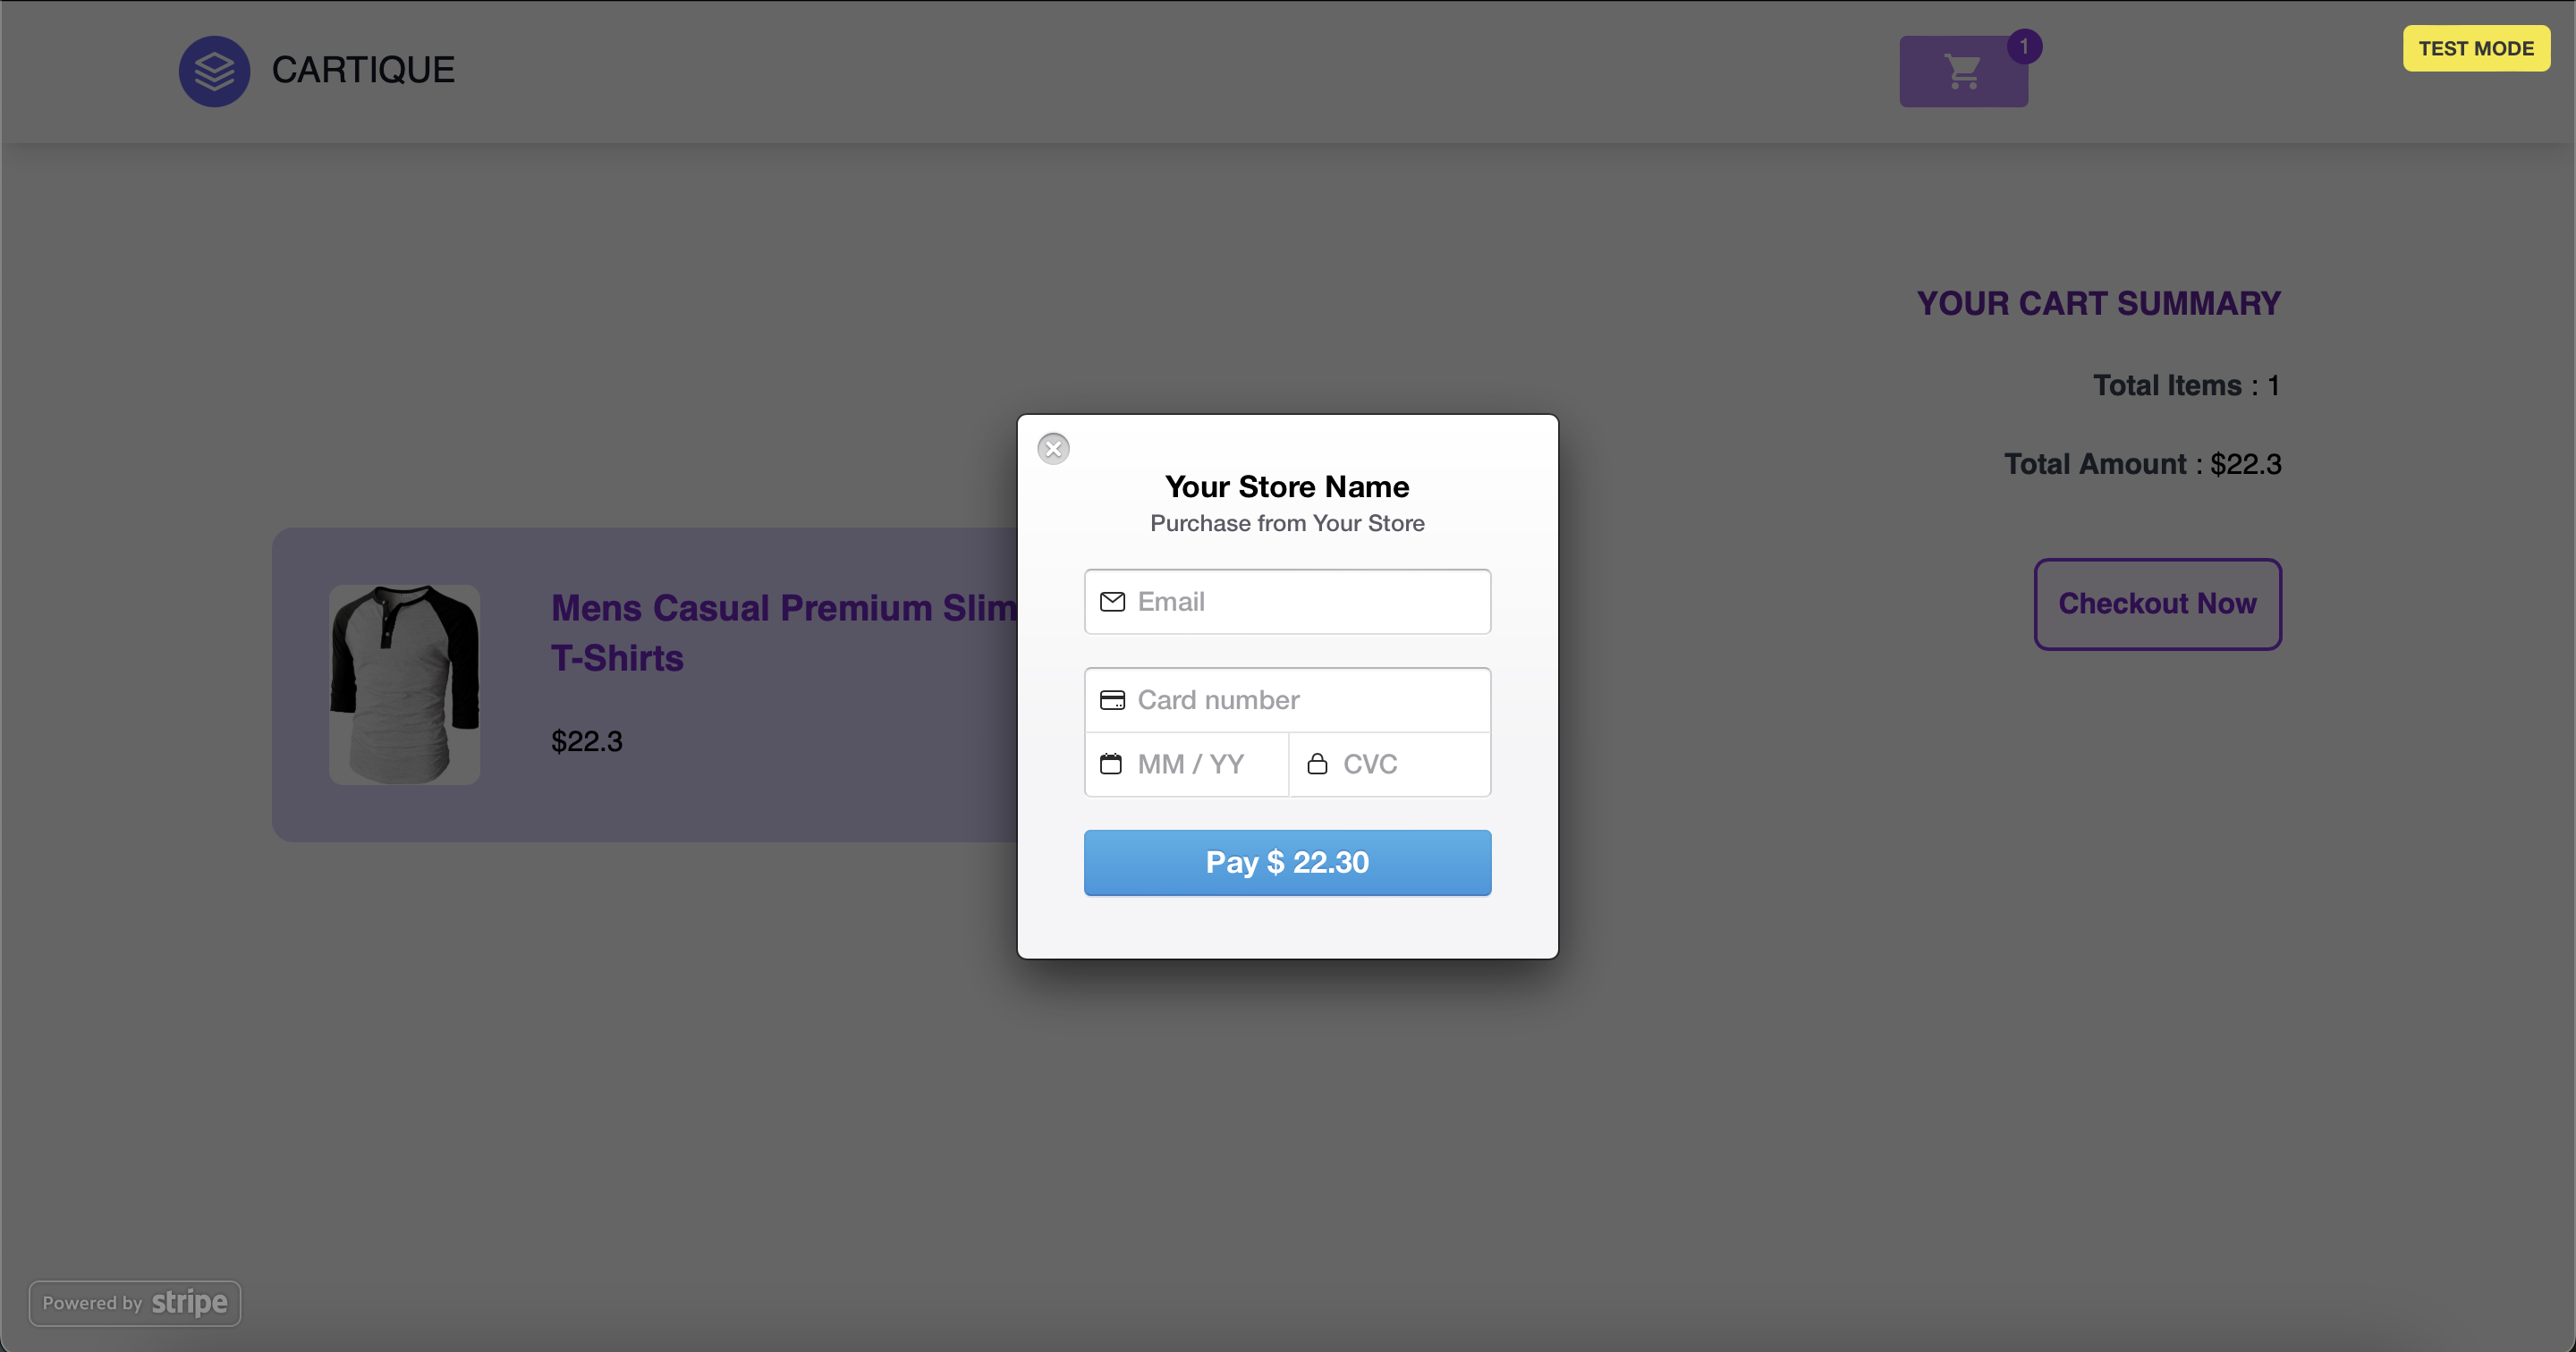 CARTIQUE
1
TEST MODE
YOUR CART SUMMARY
Total Items : 1
Total Amount : $22.3
Checkout Now
Mens Casual Premium Slim
T-Shirts
$22.3
Your Store Name
Purchase from Your Store
Email
Card number
MM / YY
CVC
Pay $ 22.30
Powered by stripe